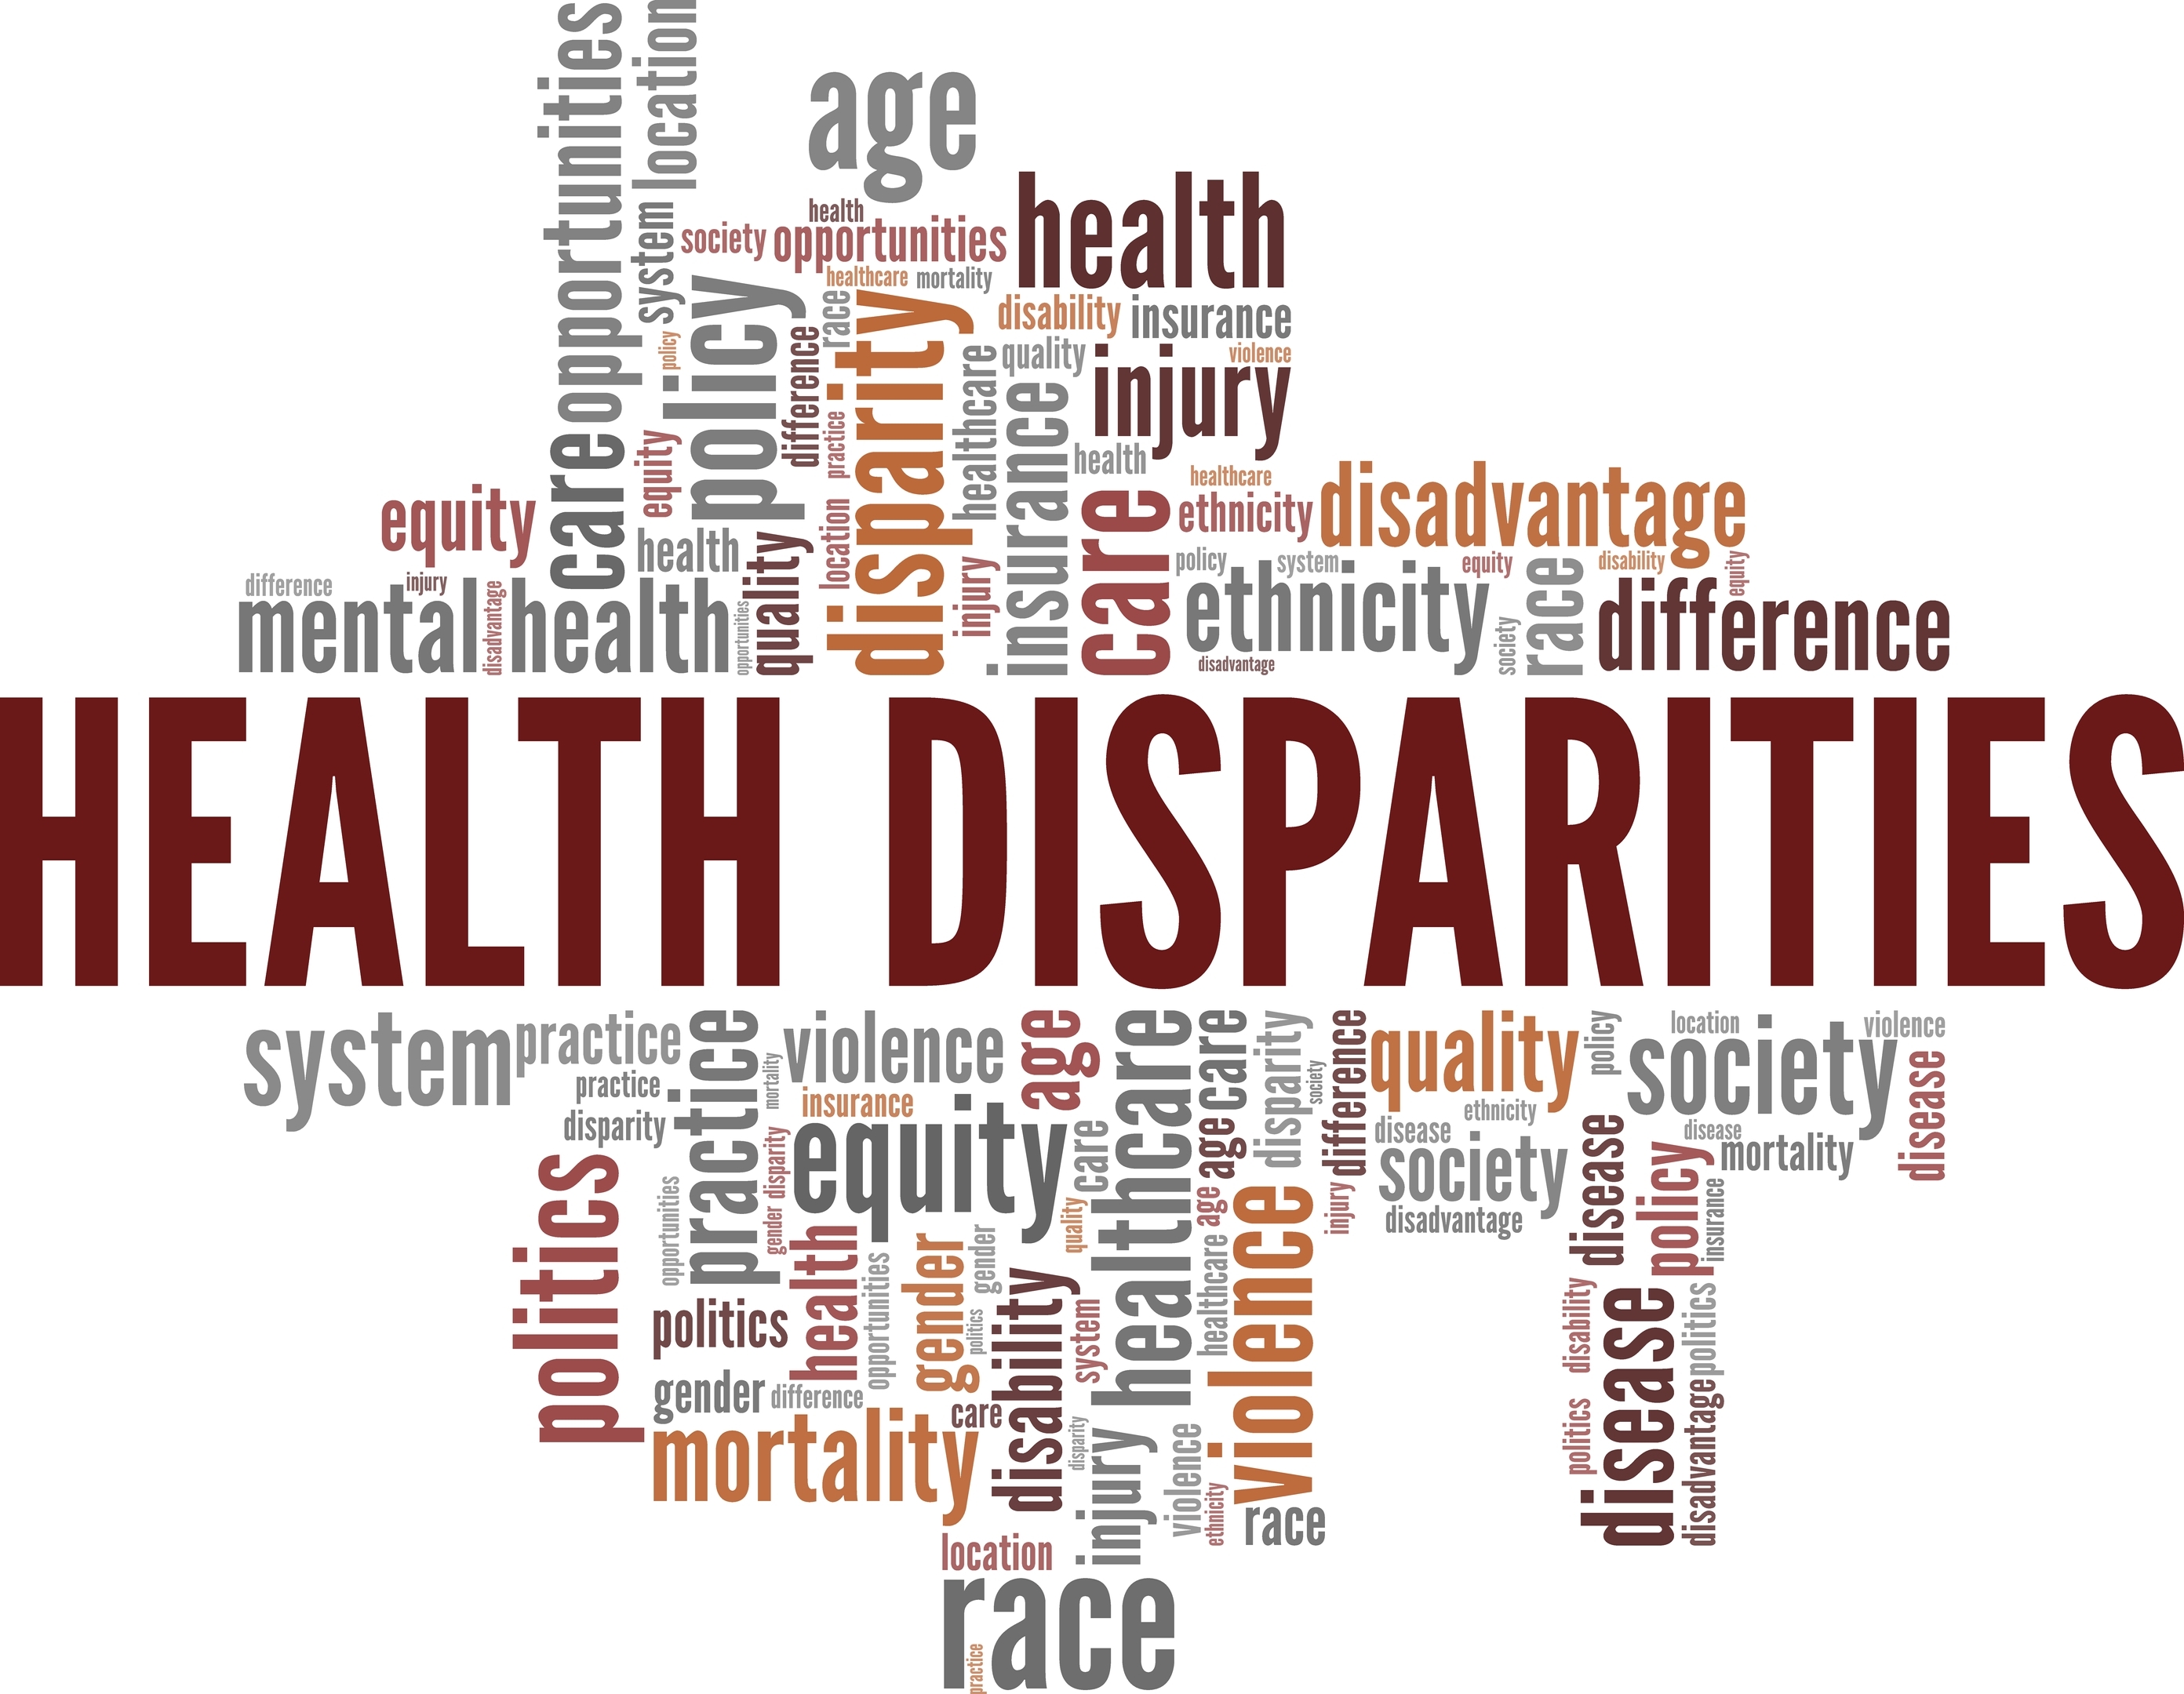 opportunities
location
age
health
society opportunities
health
system
healthcare mortality
race
disability insurance
policy
policy
difference
disparity
healthcare
quality
violence
injury
insurance
practice
health
care
equity
equity
healthcare
ethnicity
disadvantage
location
health
quality
injury
care
policy
system
equity
disability
equity
difference
injury
disadvantage
mental health
opportunities
ethnicity
society
race
difference
disadvantage
HEALTH DISPARITIES
system
practice
practice
mortality
violence
age
healthcare
care
disparity
society
difference
quality
policy
location
society
violence
practice
insurance
ethnicity
disease
disparity
disparity
equity
care
age
disease
society
disease
disease
mortality
politics
opportunities
gender
health
quality
age
violence
injury
disadvantage
policy
insurance
opportunities
gender
gender
healthcare
politics
politics
disability
system
disability
disease
politics
gender difference
care
mortality
disparity
injury
violence
ethnicity
race
politics
disadvantage
location
race
practice